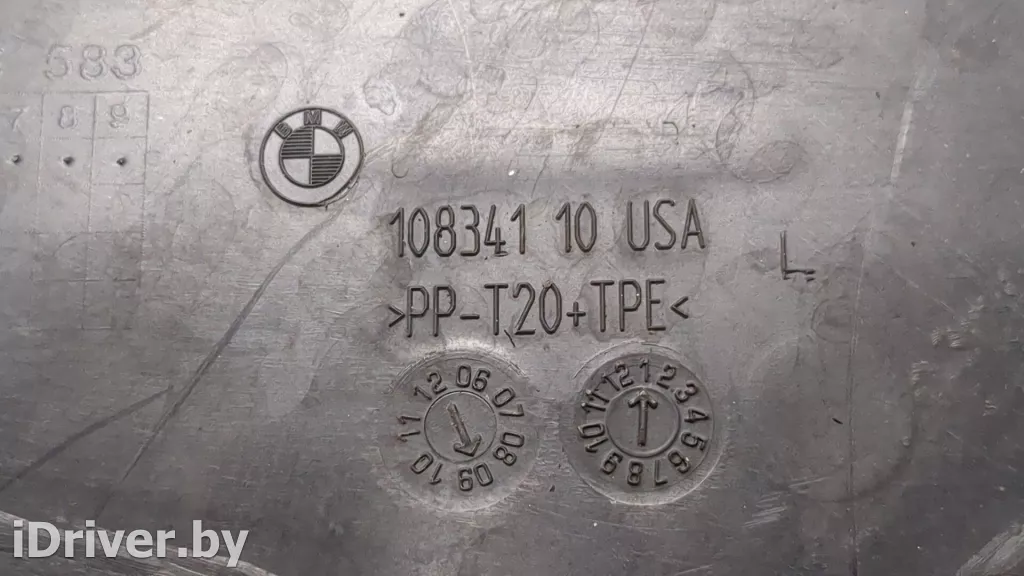 583
7 8 9
BMW
108341 10 USA
L
>PP-T20+TPE<
06 07 08 09 10 11 12
1 2 3 4 5 6 7 8 9 10 11 12
iDriver.by